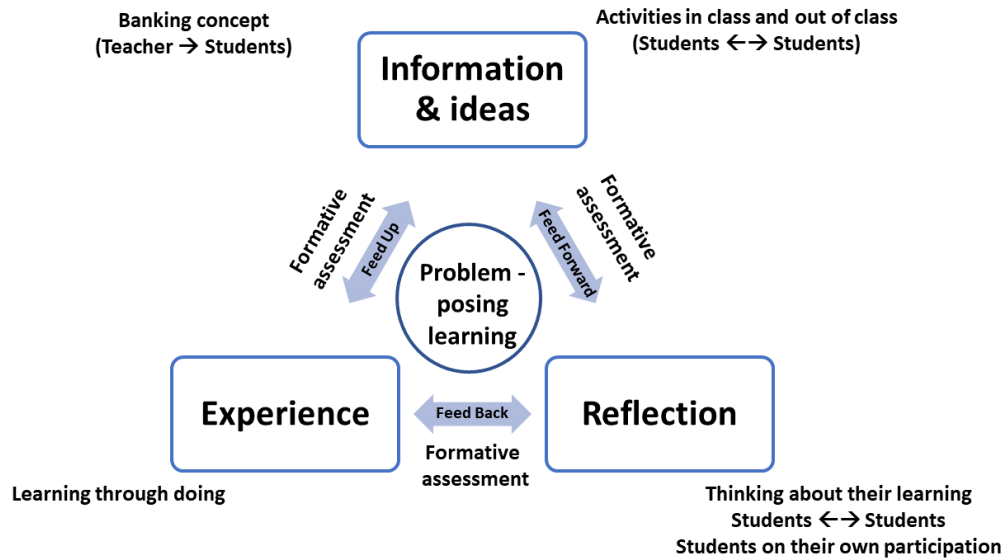 Banking concept
(Teacher → Students)
Activities in class and out of class
(Students ←→ Students)
Information
& ideas
Formative
assessment
Feed Up
Formative
assessment
Feed Forward
Problem -
posing
learning
Experience
Feed Back
Reflection
Formative
assessment
Learning through doing
Thinking about their learning
Students ←→ Students
Students on their own participation